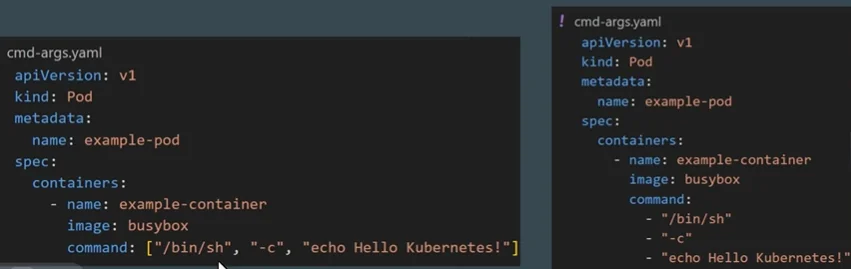 cmd-args.yaml
apiVersion: v1
kind: Pod
metadata:
name: example-pod
spec:
containers:
- name: example-container
image: busybox
command: ["/bin/sh", "-c", "echo Hello Kubernetes!"]
! cmd-args.yaml
apiVersion: v1
kind: Pod
metadata:
name: example-pod
spec:
containers:
- name: example-container
image: busybox
command:
- "/bin/sh"
- "-c"
- "echo Hello Kubernetes!"